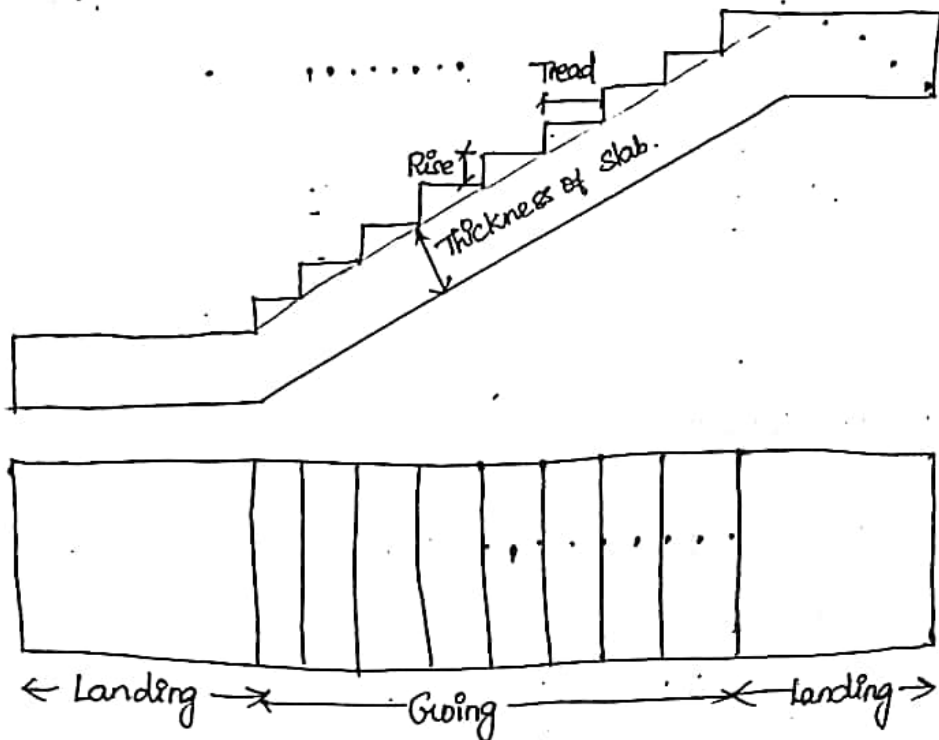 Tread
Rise
Thickness of Slab.
Landing
Going
Landing